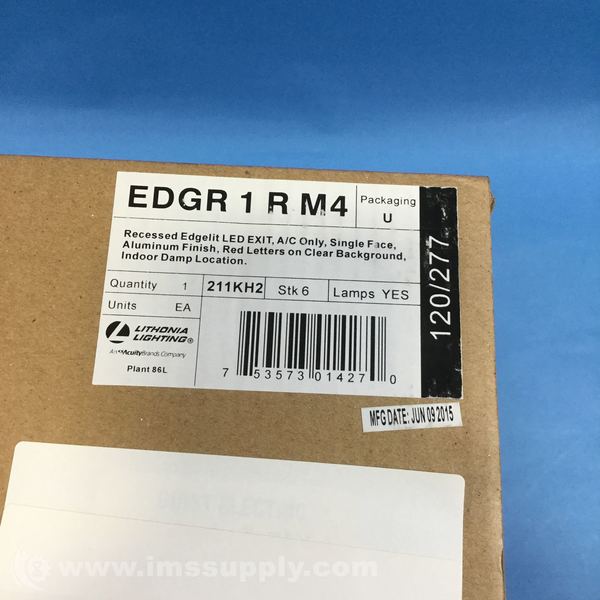 EDGR 1 R M4
Packaging
U
Recessed Edgelit LED EXIT, A/C Only, Single Face,
Aluminum Finish, Red Letters on Clear Background,
Indoor Damp Location.
120/277
Quantity 1 211KH2 Stk 6 Lamps YES
Units EA
LITHONIA
LIGHTING®
An AcuityBrands Company
Plant 86L
7 53573 01427 0
MFG DATE: JUN 09 2015
© www.imssupply.com